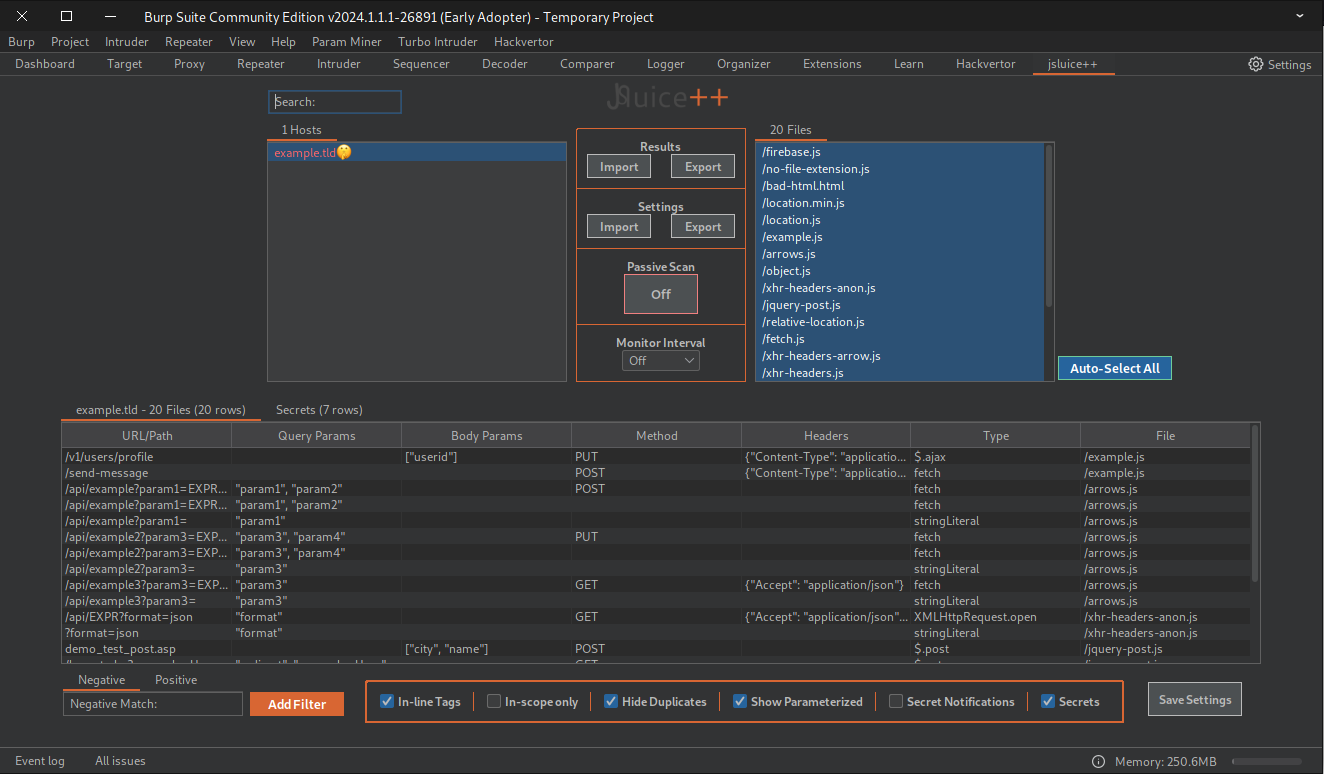 Burp Suite Community Edition v2024.1.1.1-26891 (Early Adopter) - Temporary Project
Burp Project Intruder Repeater View Help Param Miner Turbo Intruder Hackvertor
Dashboard Target Proxy Repeater Intruder Sequencer Decoder Comparer Logger Organizer Extensions Learn Hackvertor jsluice++ Settings
Search:
JSluice++
1 Hosts
example.tld
Results
Import Export
Settings
Import Export
Passive Scan
Off
Monitor Interval
Off
20 Files
/firebase.js
/no-file-extension.js
/bad-html.html
/location.min.js
/location.js
/example.js
/arrows.js
/object.js
/xhr-headers-anon.js
/jquery-post.js
/relative-location.js
/fetch.js
/xhr-headers-arrow.js
/xhr-headers.js
Auto-Select All
example.tld - 20 Files (20 rows) Secrets (7 rows)
URL/Path Query Params Body Params Method Headers Type File
/v1/users/profile ["userid"] PUT {"Content-Type": "applicatio... $.ajax /example.js
/send-message POST {"Content-Type": "applicatio... fetch /example.js
/api/example?param1=EXPR... "param1", "param2" POST fetch /arrows.js
/api/example?param1=EXPR... "param1", "param2" fetch /arrows.js
/api/example?param1= "param1" stringLiteral /arrows.js
/api/example2?param3=EXP... "param3", "param4" PUT fetch /arrows.js
/api/example2?param3=EXP... "param3", "param4" fetch /arrows.js
/api/example2?param3= "param3" stringLiteral /arrows.js
/api/example3?param3=EXP... "param3" GET {"Accept": "application/json"} fetch /arrows.js
/api/example3?param3= "param3" stringLiteral /arrows.js
/api/EXPR?format=json "format" GET {"Accept": "application/json"... XMLHttpRequest.open /xhr-headers-anon.js
?format=json "format" stringLiteral /xhr-headers-anon.js
demo_test_post.asp ["city", "name"] POST $.post /jquery-post.js
Negative Positive
Negative Match:
Add Filter
In-line Tags In-scope only Hide Duplicates Show Parameterized Secret Notifications Secrets
Save Settings
Event log All issues Memory: 250.6MB